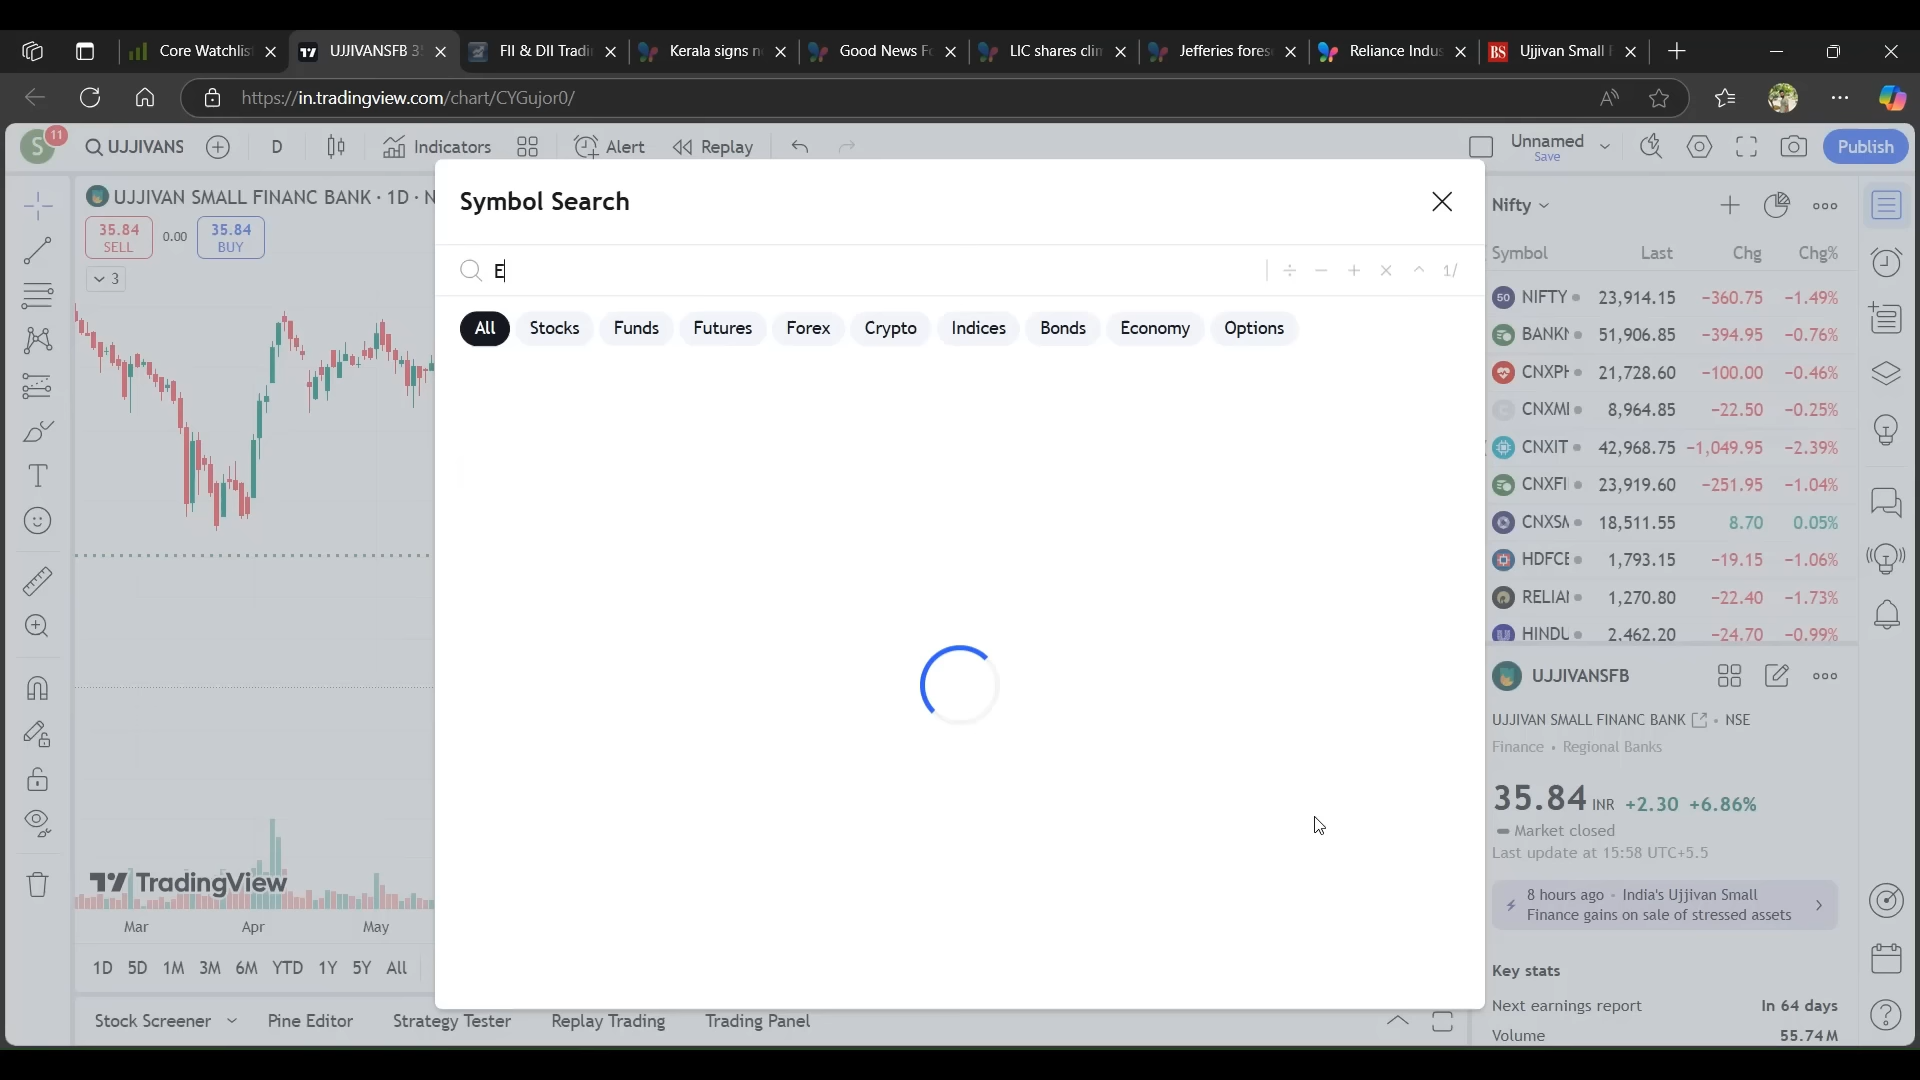 Core Watchlis
UJJIVANSFB 3
FII & DII Tradi
Kerala signs n
Good News Fo
LIC shares clim
Jefferies fores
Reliance Indus
BS Ujjivan Small F
https://in.tradingview.com/chart/CYGujor0/
S 11 UJJIVANS D Indicators Alert Replay
Unnamed
Save
Publish
UJJIVAN SMALL FINANC BANK · 1D · N
35.84
SELL
0.00
35.84
BUY
3
TradingView
Mar Apr May
1D 5D 1M 3M 6M YTD 1Y 5Y All
Stock Screener Pine Editor Strategy Tester Replay Trading Trading Panel
Symbol Search
E
÷ − + × ^ 1/
All Stocks Funds Futures Forex Crypto Indices Bonds Economy Options
Nifty
Symbol Last Chg Chg%
50 NIFTY 23,914.15 −360.75 −1.49%
BANKN 51,906.85 −394.95 −0.76%
CNXPH 21,728.60 −100.00 −0.46%
C CNXMI 8,964.85 −22.50 −0.25%
CNXIT 42,968.75 −1,049.95 −2.39%
CNXFI 23,919.60 −251.95 −1.04%
CNXSM 18,511.55 8.70 0.05%
HDFCB 1,793.15 −19.15 −1.06%
RELIAN 1,270.80 −22.40 −1.73%
HINDU 2,462.20 −24.70 −0.99%
UJJIVANSFB
UJJIVAN SMALL FINANC BANK · NSE
Finance · Regional Banks
35.84 INR +2.30 +6.86%
Market closed
Last update at 15:58 UTC+5.5
8 hours ago · India's Ujjivan Small
Finance gains on sale of stressed assets
Key stats
Next earnings report In 64 days
Volume 55.74M